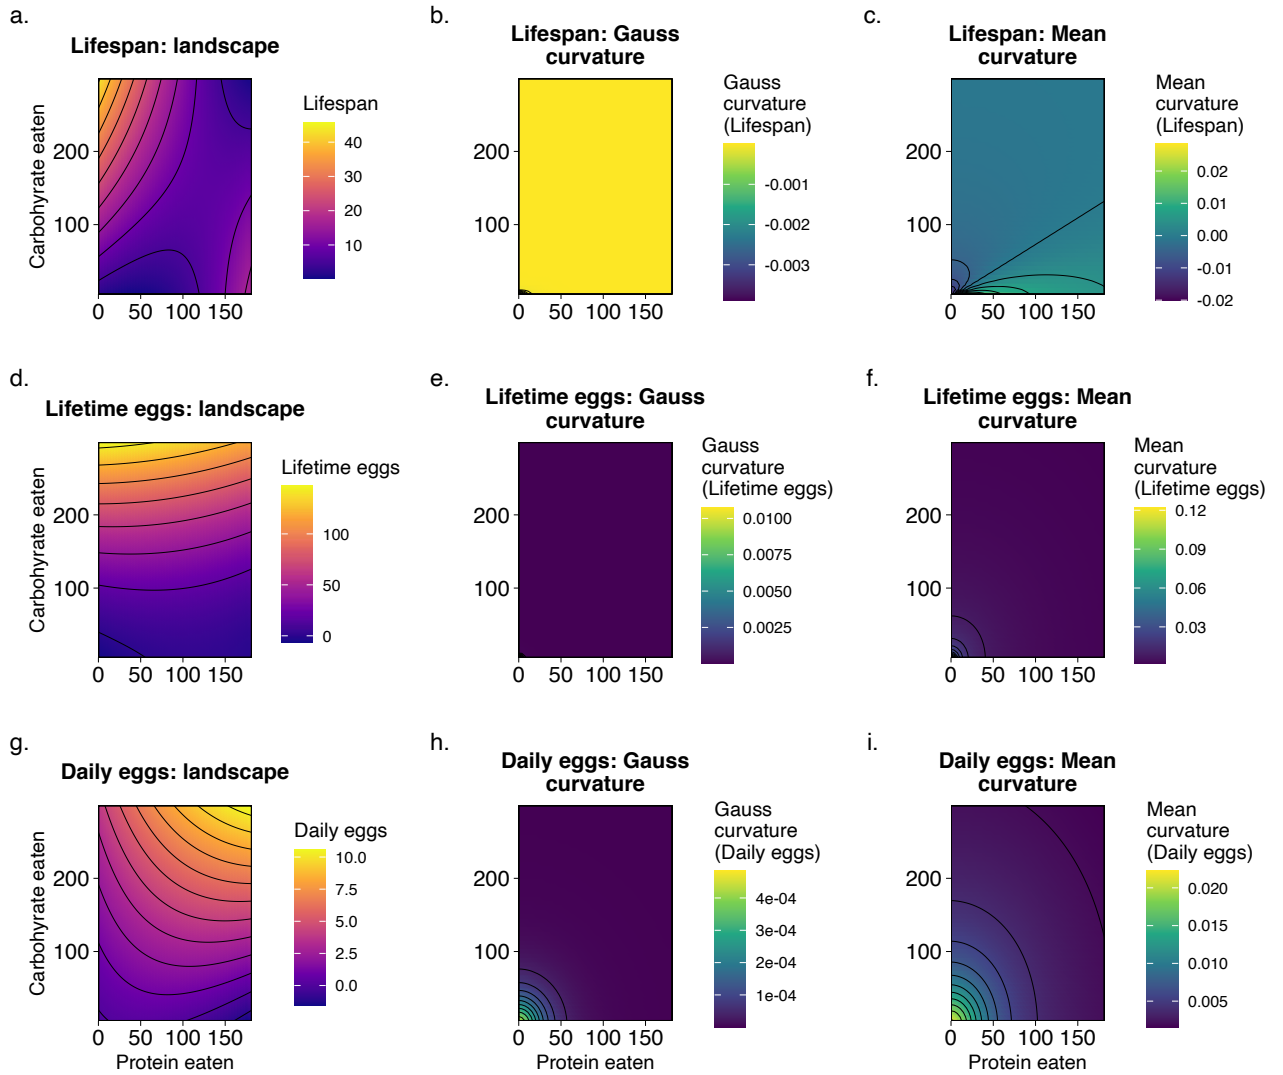 a.
Lifespan: landscape
Carbohyrate eaten
200
100
0 50 100 150
Lifespan
40
30
20
10
b.
Lifespan: Gauss
curvature
200
100
0 50 100 150
Gauss
curvature
(Lifespan)
-0.001
-0.002
-0.003
c.
Lifespan: Mean
curvature
200
100
0 50 100 150
Mean
curvature
(Lifespan)
0.02
0.01
0.00
-0.01
-0.02
d.
Lifetime eggs: landscape
Carbohyrate eaten
200
100
0 50 100 150
Lifetime eggs
100
50
0
e.
Lifetime eggs: Gauss
curvature
200
100
0 50 100 150
Gauss
curvature
(Lifetime eggs)
0.0100
0.0075
0.0050
0.0025
f.
Lifetime eggs: Mean
curvature
200
100
0 50 100 150
Mean
curvature
(Lifetime eggs)
0.12
0.09
0.06
0.03
g.
Daily eggs: landscape
Carbohyrate eaten
200
100
0 50 100 150
Protein eaten
Daily eggs
10.0
7.5
5.0
2.5
0.0
h.
Daily eggs: Gauss
curvature
200
100
0 50 100 150
Protein eaten
Gauss
curvature
(Daily eggs)
4e-04
3e-04
2e-04
1e-04
i.
Daily eggs: Mean
curvature
200
100
0 50 100 150
Protein eaten
Mean
curvature
(Daily eggs)
0.020
0.015
0.010
0.005